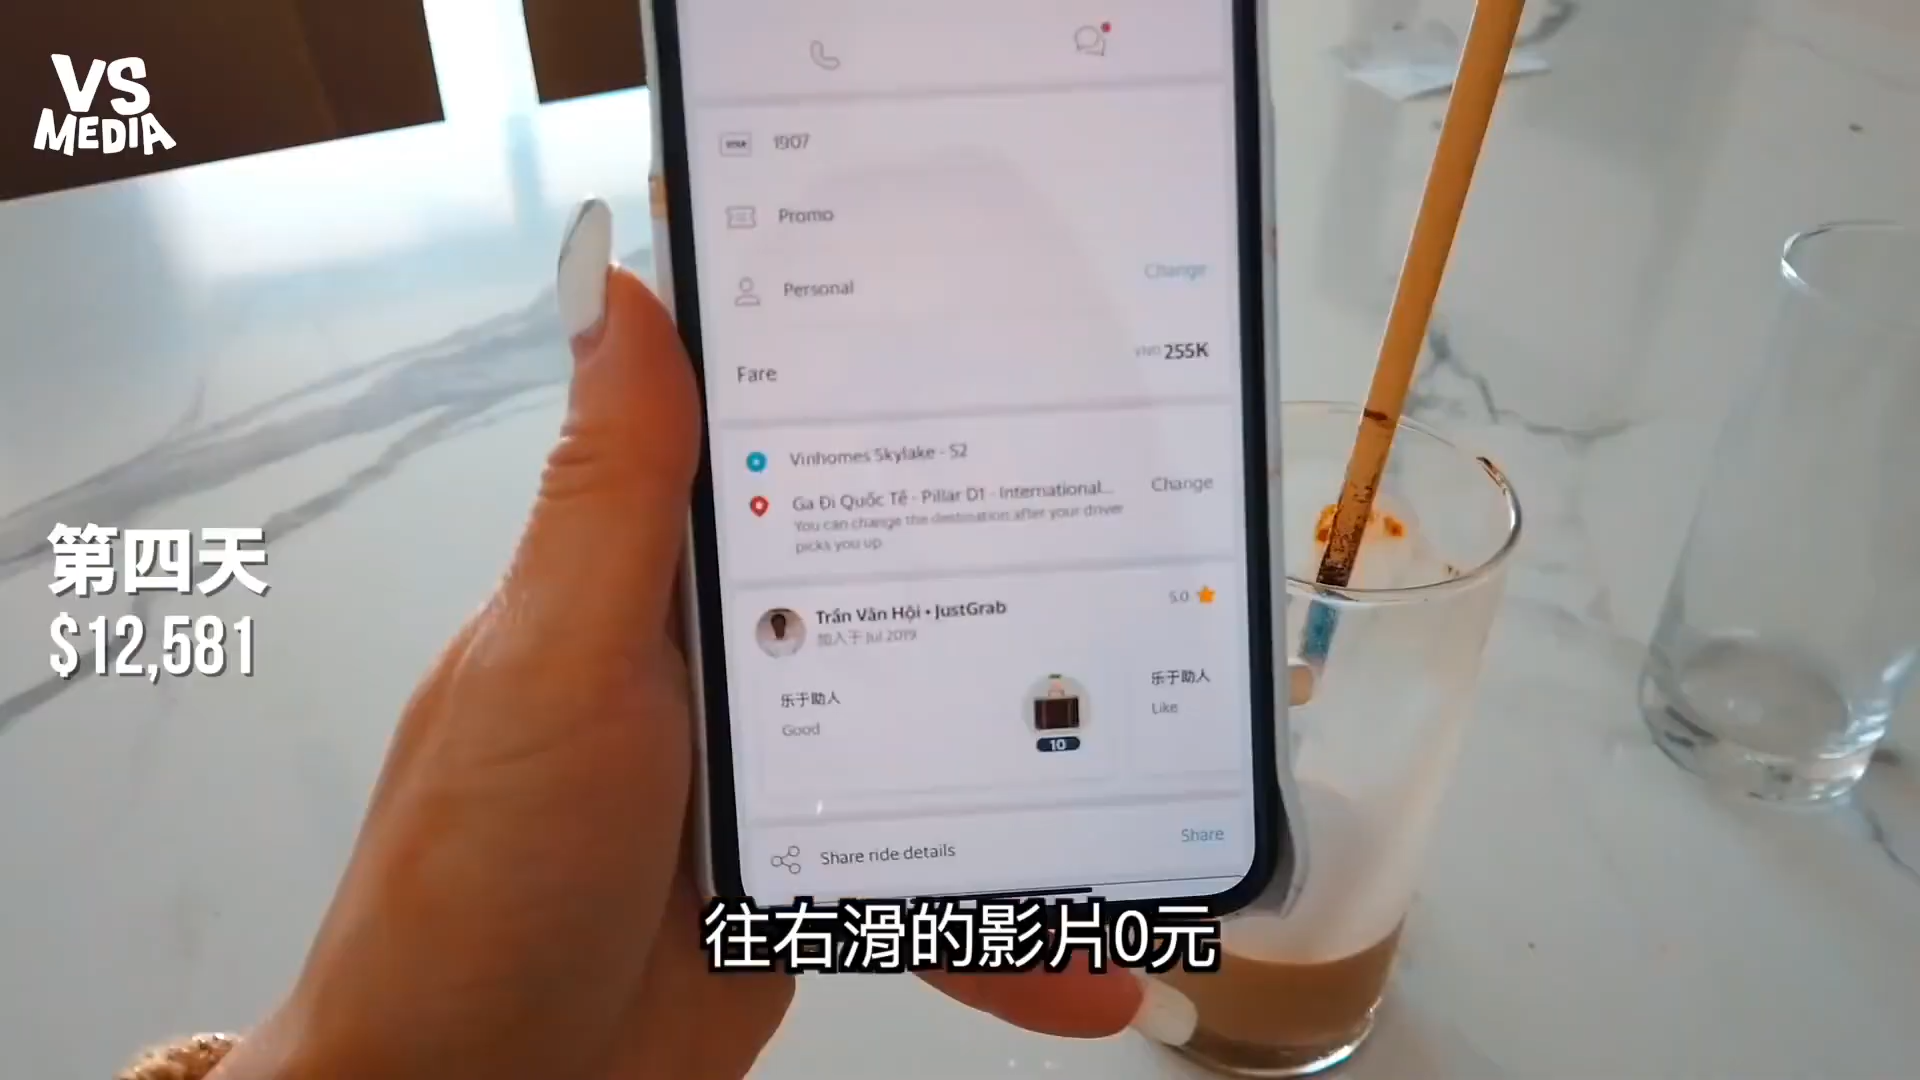 VS
MEDIA
1907
Promo
Personal
Change
VND 255K
Fare
Vinhomes Skylake - S2
Ga Đi Quốc Tế - Pillar D1 - International...
Change
You can change the destination after your driver
picks you up
Trần Văn Hội • JustGrab
5.0
加入于 Jul 2019
乐于助人
Good
10
乐于助人
Like
Share ride details
Share
第四天
$12,581
往右滑的影片0元